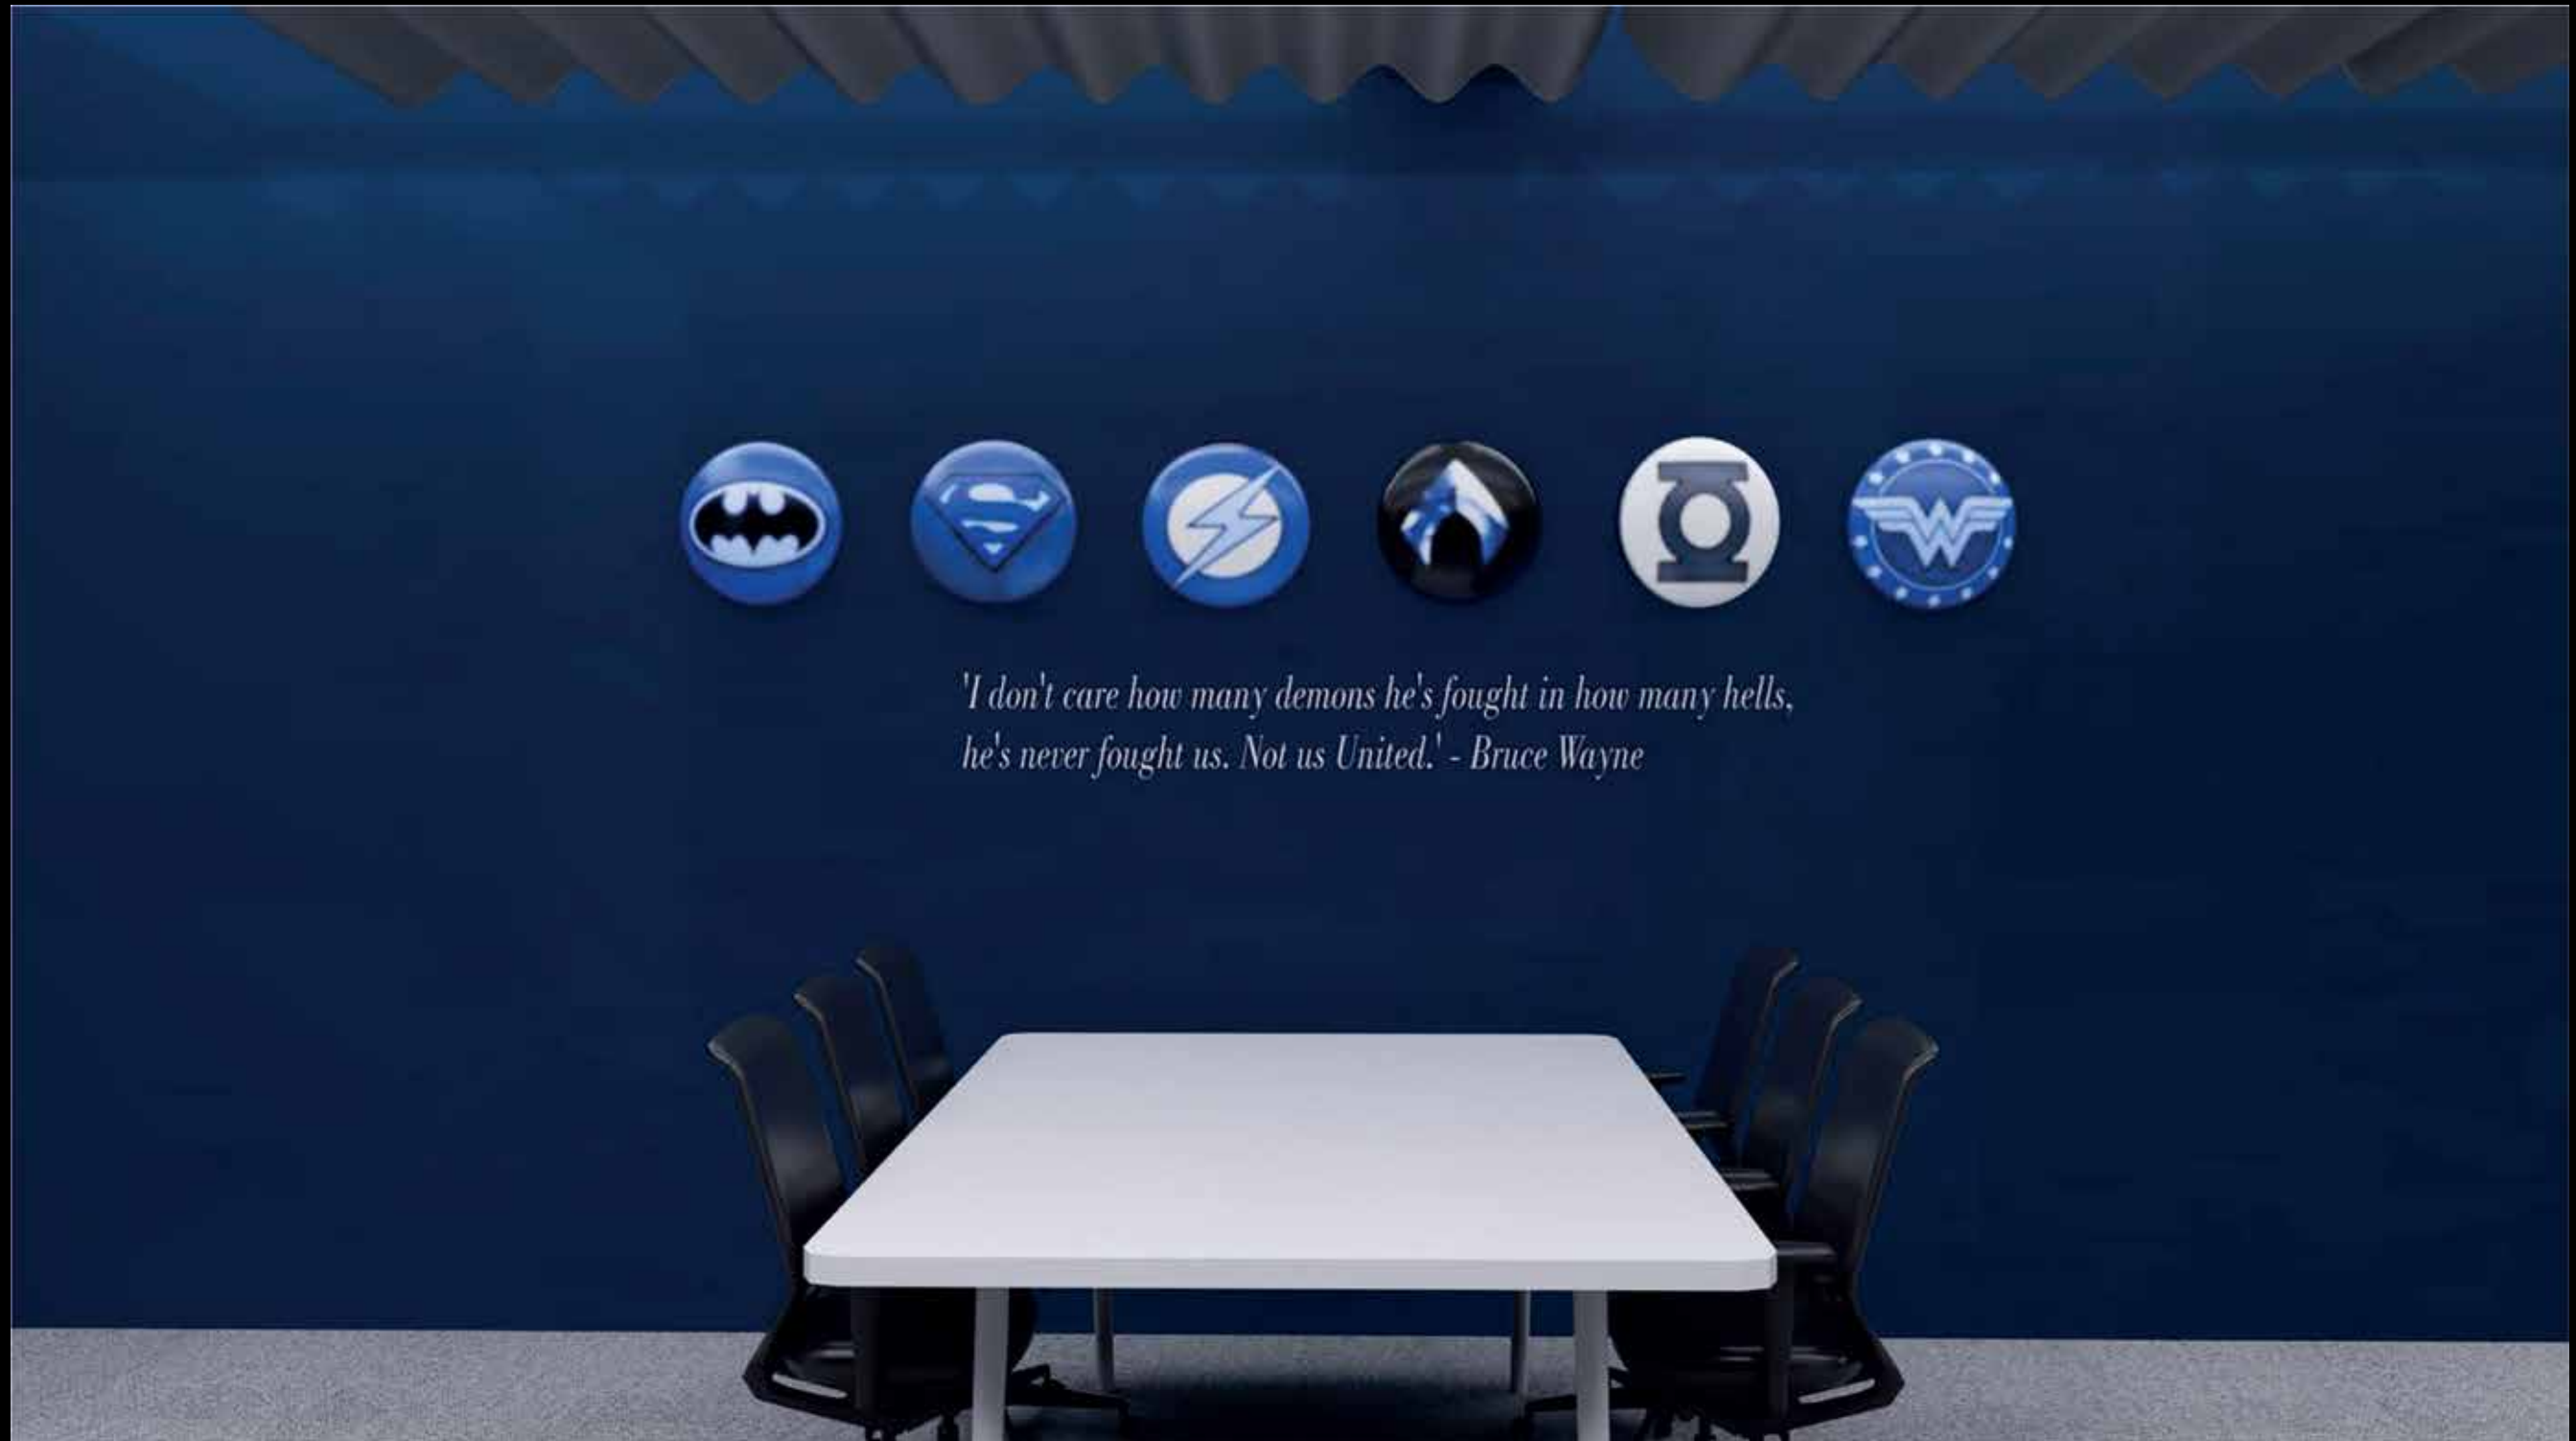 'I don't care how many demons he's fought in how many hells,
he's never fought us. Not us United.' - Bruce Wayne